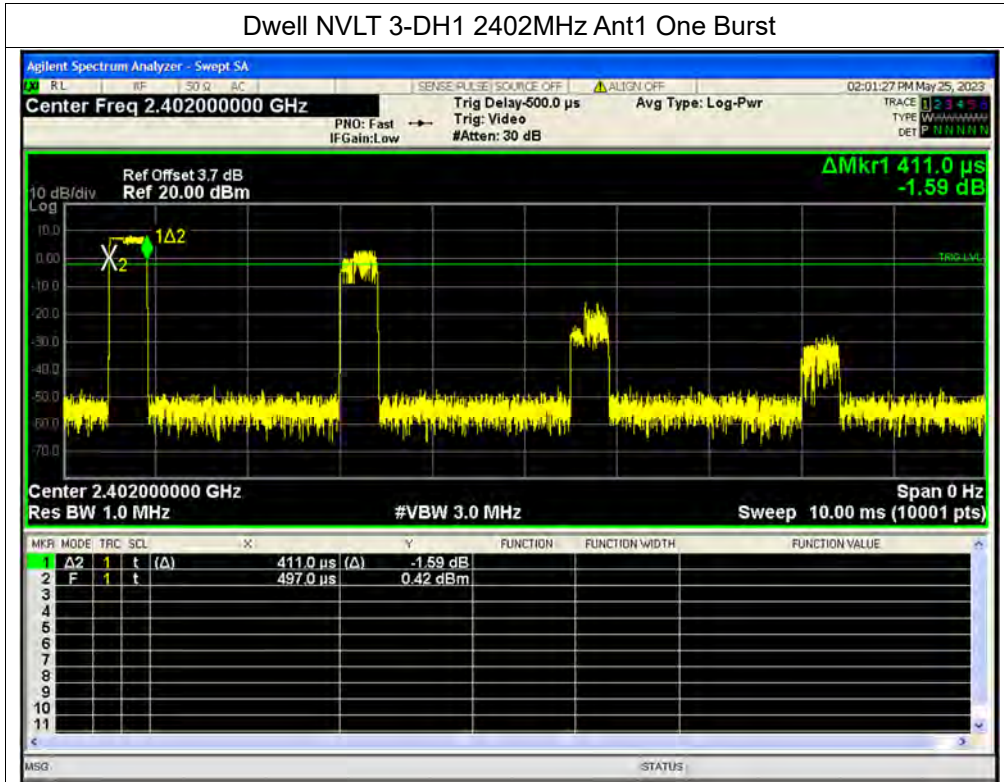 Dwell NVLT 3-DH1 2402MHz Ant1 One Burst
Agilent Spectrum Analyzer - Swept SA
LXI RL RF 50 Ω AC SENSE:PULSE SOURCE OFF ALIGN OFF 02:01:27 PM May 25, 2023
Center Freq 2.402000000 GHz Trig Delay-500.0 µs Avg Type: Log-Pwr TRACE 1 2 3 4 5 6
PNO: Fast Trig: Video TYPE WWWWWW
IFGain:Low #Atten: 30 dB DET P N N N N N
ΔMkr1 411.0 µs
Ref Offset 3.7 dB
10 dB/div Ref 20.00 dBm -1.59 dB
Log
10.0
1Δ2
0.00
2
TRIG LVL
-10.0
-20.0
-30.0
-40.0
-50.0
-60.0
-70.0
Center 2.402000000 GHz Span 0 Hz
Res BW 1.0 MHz #VBW 3.0 MHz Sweep 10.00 ms (10001 pts)
MKR MODE TRC SCL X Y FUNCTION FUNCTION WIDTH FUNCTION VALUE
1 Δ2 1 t (Δ) 411.0 µs (Δ) -1.59 dB
2 F 1 t 497.0 µs 0.42 dBm
3
4
5
6
7
8
9
10
11
MSG STATUS